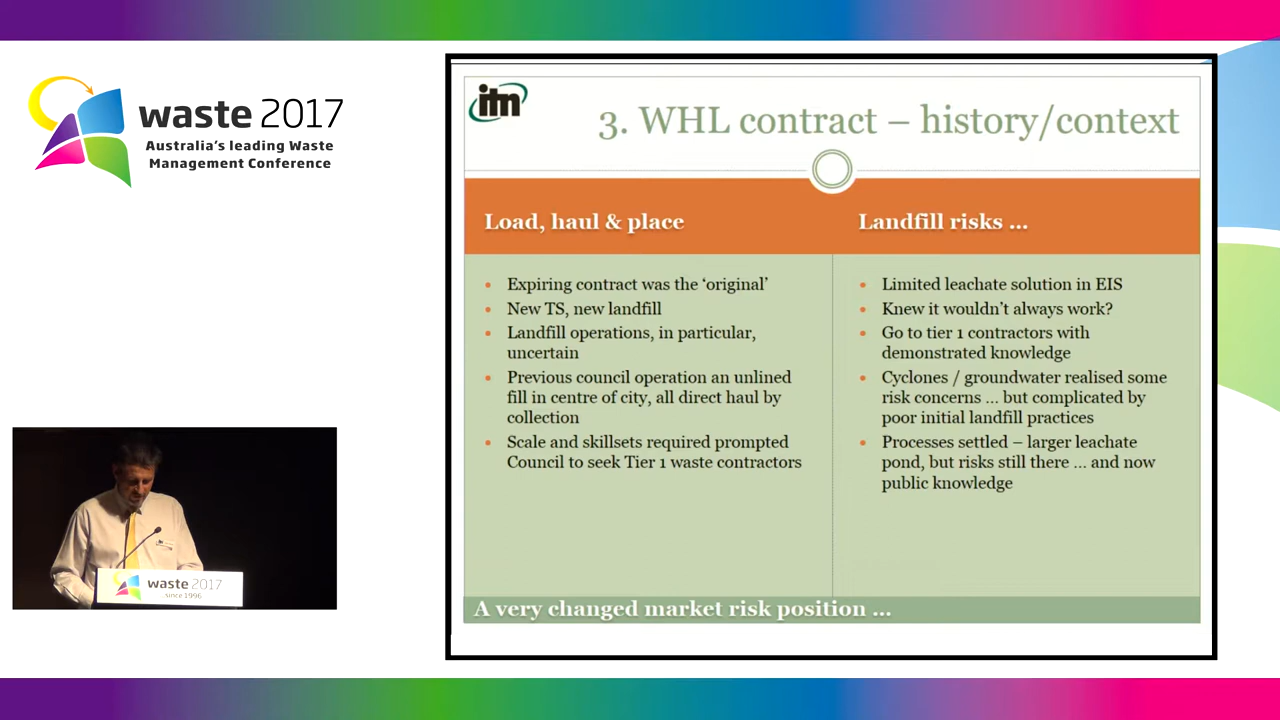 waste 2017
Australia's leading Waste
Management Conference
itm
3. WHL contract – history/context
Load, haul & place
• Expiring contract was the 'original'
• New TS, new landfill
• Landfill operations, in particular,
uncertain
• Previous council operation an unlined
fill in centre of city, all direct haul by
collection
• Scale and skillsets required prompted
Council to seek Tier 1 waste contractors
Landfill risks ...
• Limited leachate solution in EIS
• Knew it wouldn't always work?
• Go to tier 1 contractors with
demonstrated knowledge
• Cyclones / groundwater realised some
risk concerns ... but complicated by
poor initial landfill practices
• Processes settled – larger leachate
pond, but risks still there ... and now
public knowledge
A very changed market risk position ...
waste 2017
since 1996